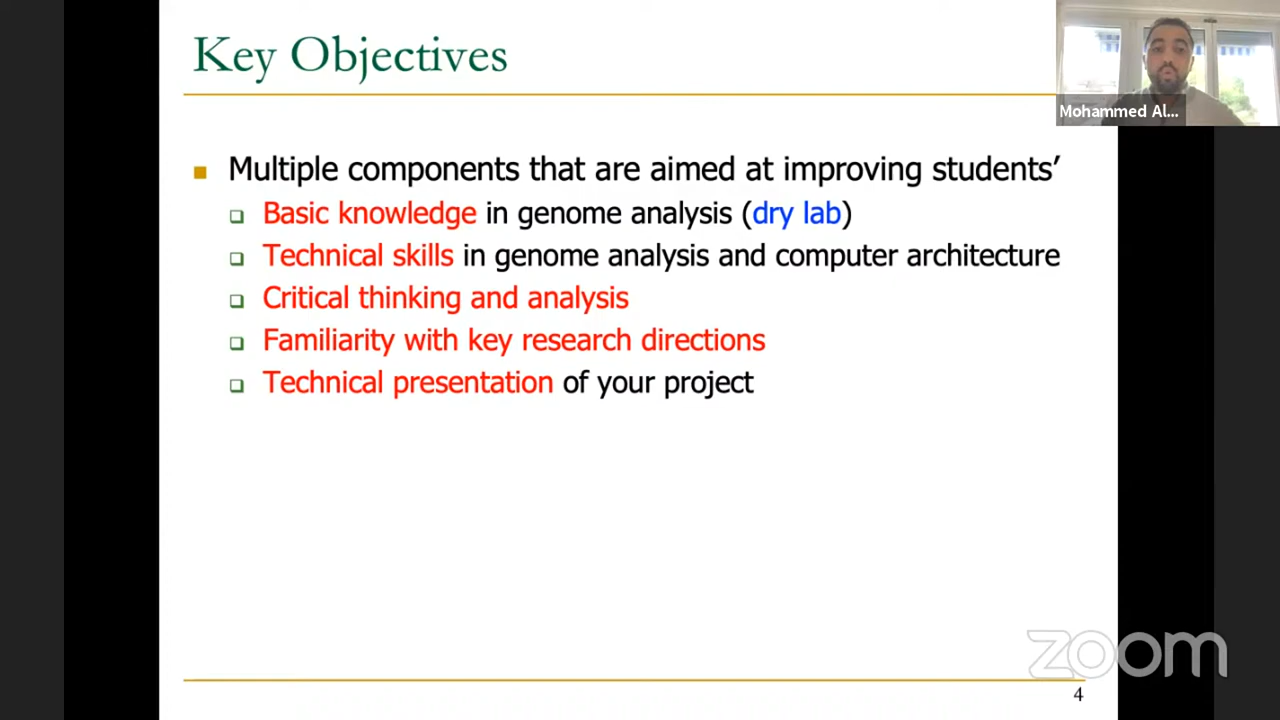 Key Objectives
Mohammed Al...
Multiple components that are aimed at improving students’
Basic knowledge in genome analysis (dry lab)
Technical skills in genome analysis and computer architecture
Critical thinking and analysis
Familiarity with key research directions
Technical presentation of your project
zoom
4